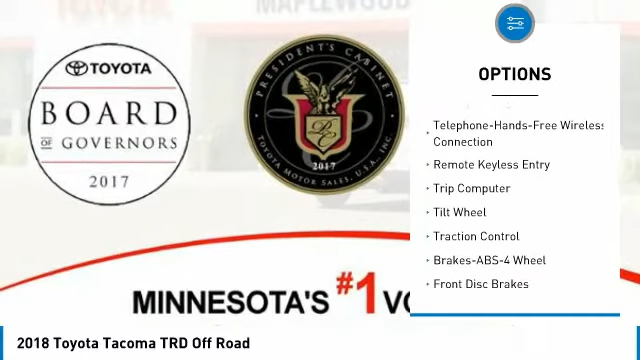 MAPLEWOOD
TOYOTA
BOARD
OF GOVERNORS
2017
PRESIDENT'S CABINET
2017
TOYOTA MOTOR SALES, U.S.A., INC.
OPTIONS
Telephone-Hands-Free Wireless
Connection
Remote Keyless Entry
Trip Computer
Tilt Wheel
Traction Control
Brakes-ABS-4 Wheel
Front Disc Brakes
MINNESOTA'S #1 VO
2018 Toyota Tacoma TRD Off Road